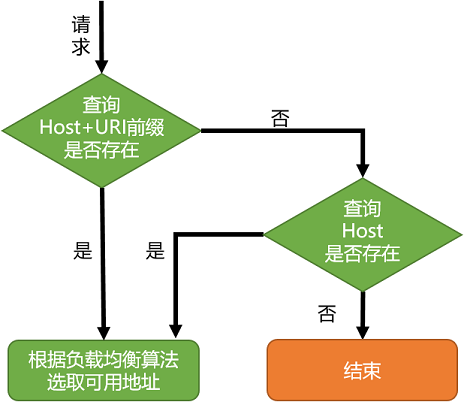 请
求
查询
Host+URI前缀
是否存在
否
查询
Host
是否存在
是
是
否
根据负载均衡算法
选取可用地址
结束